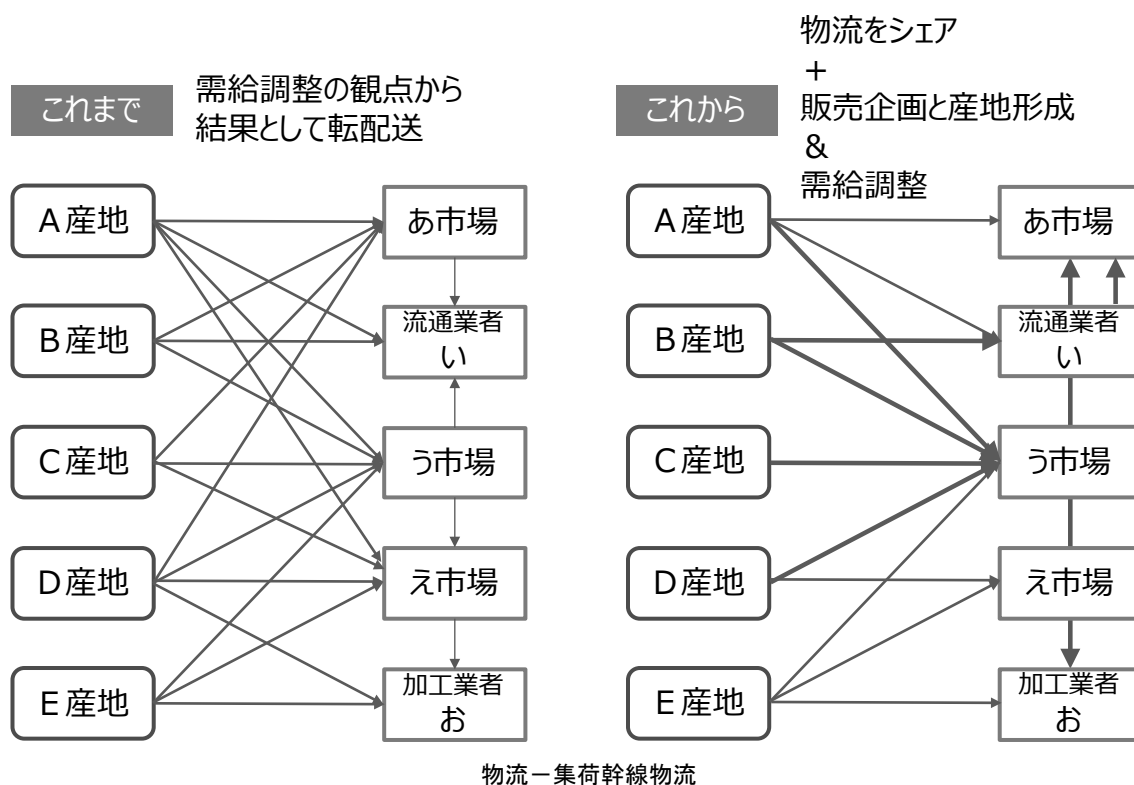 これまで
需給調整の観点から
結果として転配送
A産地
B産地
C産地
D産地
E産地
あ市場
流通業者
い
う市場
え市場
加工業者
お
これから
物流をシェア
+
販売企画と産地形成
&
需給調整
A産地
B産地
C産地
D産地
E産地
あ市場
流通業者
い
う市場
え市場
加工業者
お
物流－集荷幹線物流